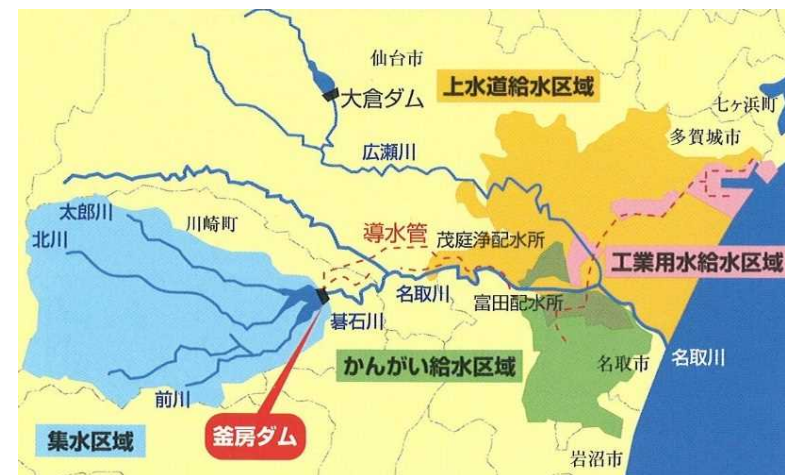 仙台市
上水道給水区域
大倉ダム
七ヶ浜町
多賀城市
広瀬川
太郎川
川崎町
北川
導水管
茂庭浄配水所
工業用水給水区域
名取川
富田配水所
碁石川
かんがい給水区域
名取市
名取川
前川
釜房ダム
集水区域
岩沼市